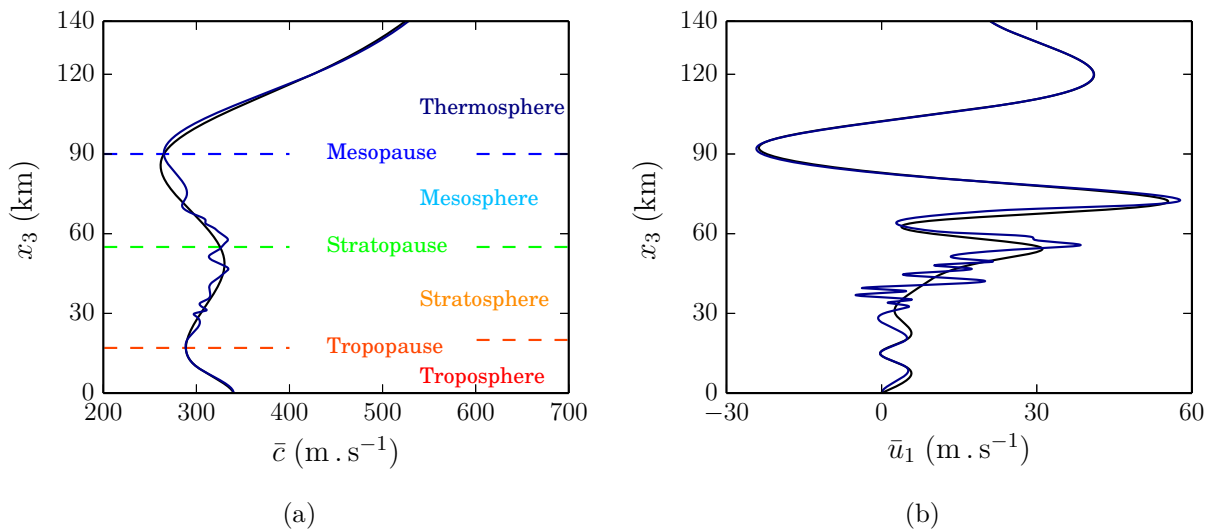 140
120
90
60
30
0
x₃ (km)
Thermosphere
Mesopause
Mesosphere
Stratopause
Stratosphere
Tropopause
Troposphere
200 300 400 500 600 700
c̄ (m . s⁻¹)
(a)
140
120
90
60
30
0
x₃ (km)
−30 0 30 60
ū₁ (m . s⁻¹)
(b)